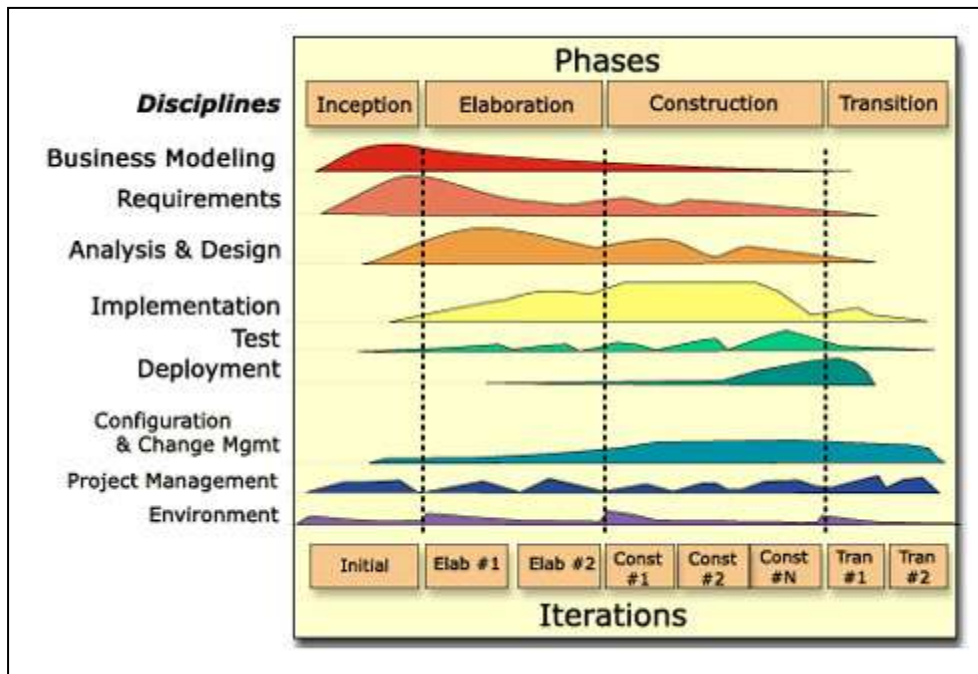 Phases
Disciplines
Inception
Elaboration
Construction
Transition
Business Modeling
Requirements
Analysis & Design
Implementation
Test
Deployment
Configuration
& Change Mgmt
Project Management
Environment
Initial
Elab #1
Elab #2
Const
#1
Const
#2
Const
#N
Tran
#1
Tran
#2
Iterations